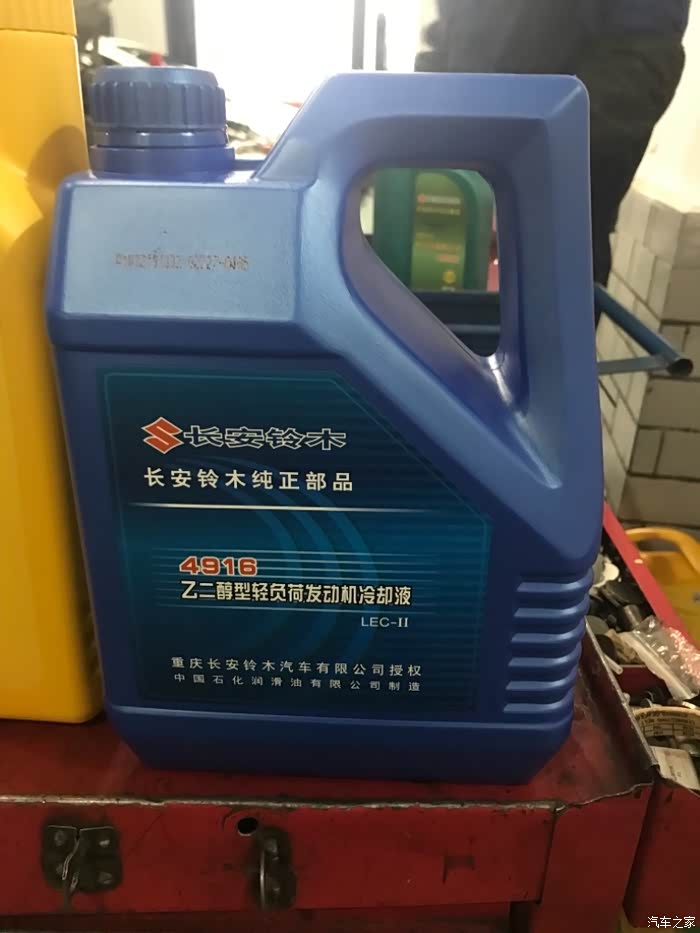 长安铃木
长安铃木纯正部品
4916
乙二醇型轻负荷发动机冷却液
LEC-II
重庆长安铃木汽车有限公司授权
中国石化润滑油有限公司制造
汽车之家